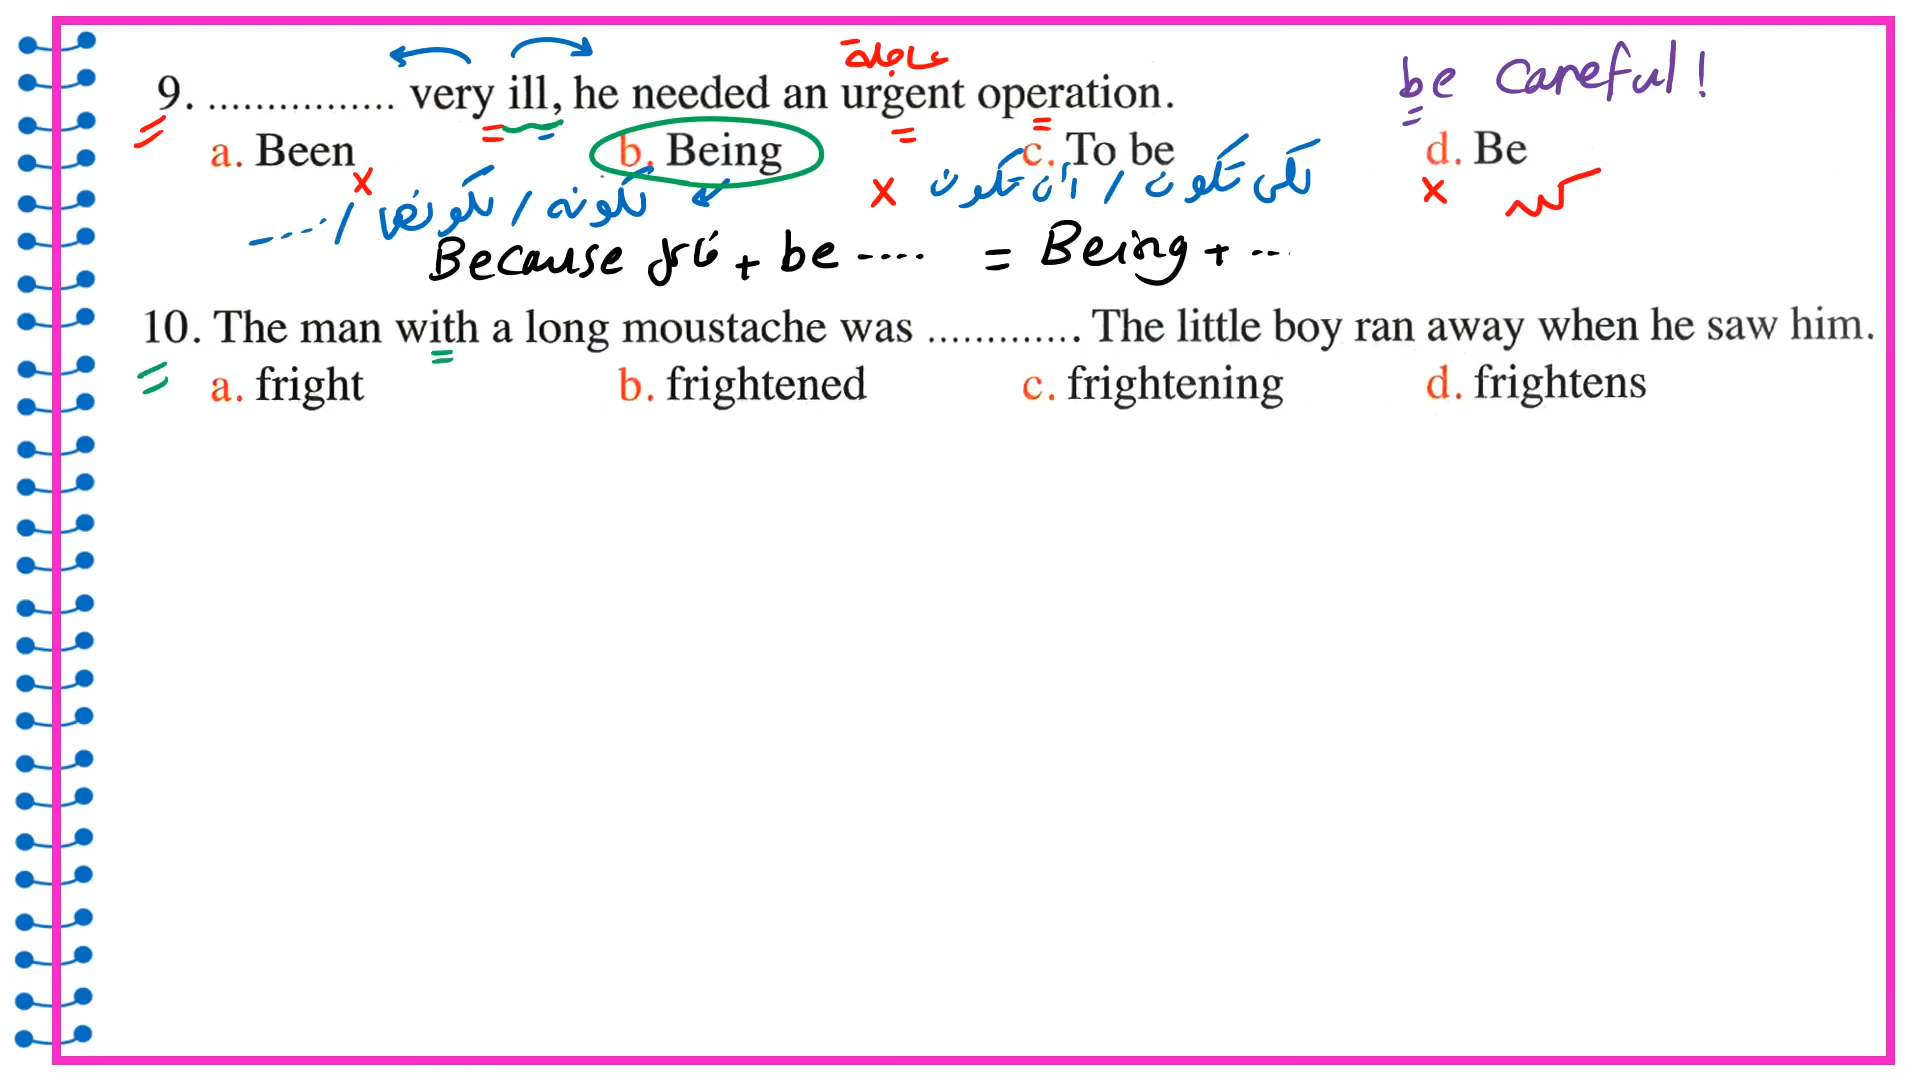 عاجلة
be careful!
9. ................ very ill, he needed an urgent operation.
a. Been b. Being c. To be d. Be
x x x
لكونه / لكونها / .... لكى تكون / أن تكون كن
Because فاعل + be .... = Being + ...
10. The man with a long moustache was ............. The little boy ran away when he saw him.
a. fright b. frightened c. frightening d. frightens